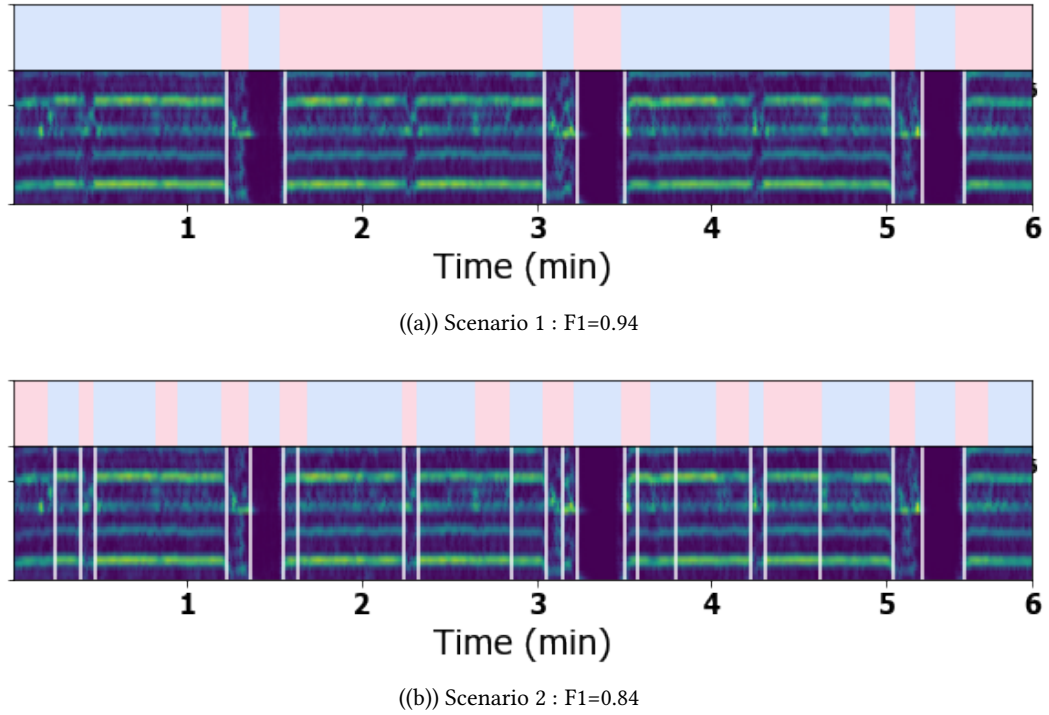 1 2 3 4 5 6
Time (min)
((a)) Scenario 1 : F1=0.94
1 2 3 4 5 6
Time (min)
((b)) Scenario 2 : F1=0.84